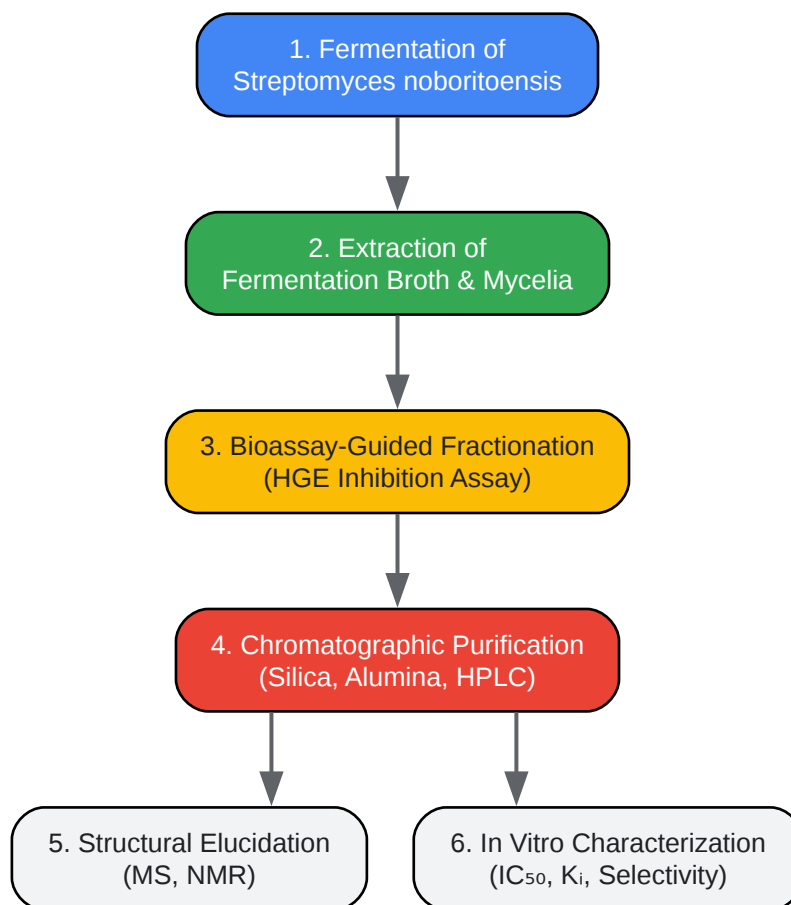 1. Fermentation of
Streptomyces noboritoensis
2. Extraction of
Fermentation Broth & Mycelia
3. Bioassay-Guided Fractionation
(HGE Inhibition Assay)
4. Chromatographic Purification
(Silica, Alumina, HPLC)
5. Structural Elucidation
(MS, NMR)
6. In Vitro Characterization
(IC₅₀, Kᵢ, Selectivity)